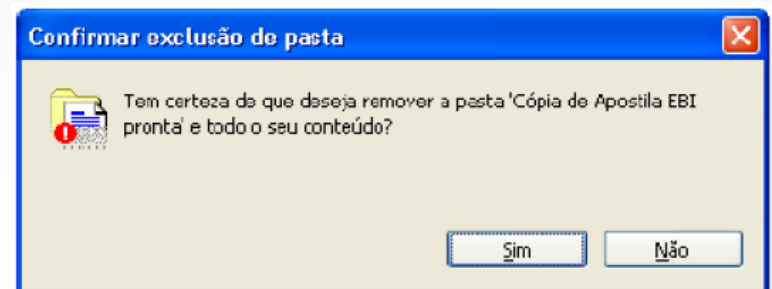 Confirmar exclusão de pasta
Tem certeza de que deseja remover a pasta 'Cópia de Apostila EBI
pronta' e todo o seu conteúdo?
Sim Não